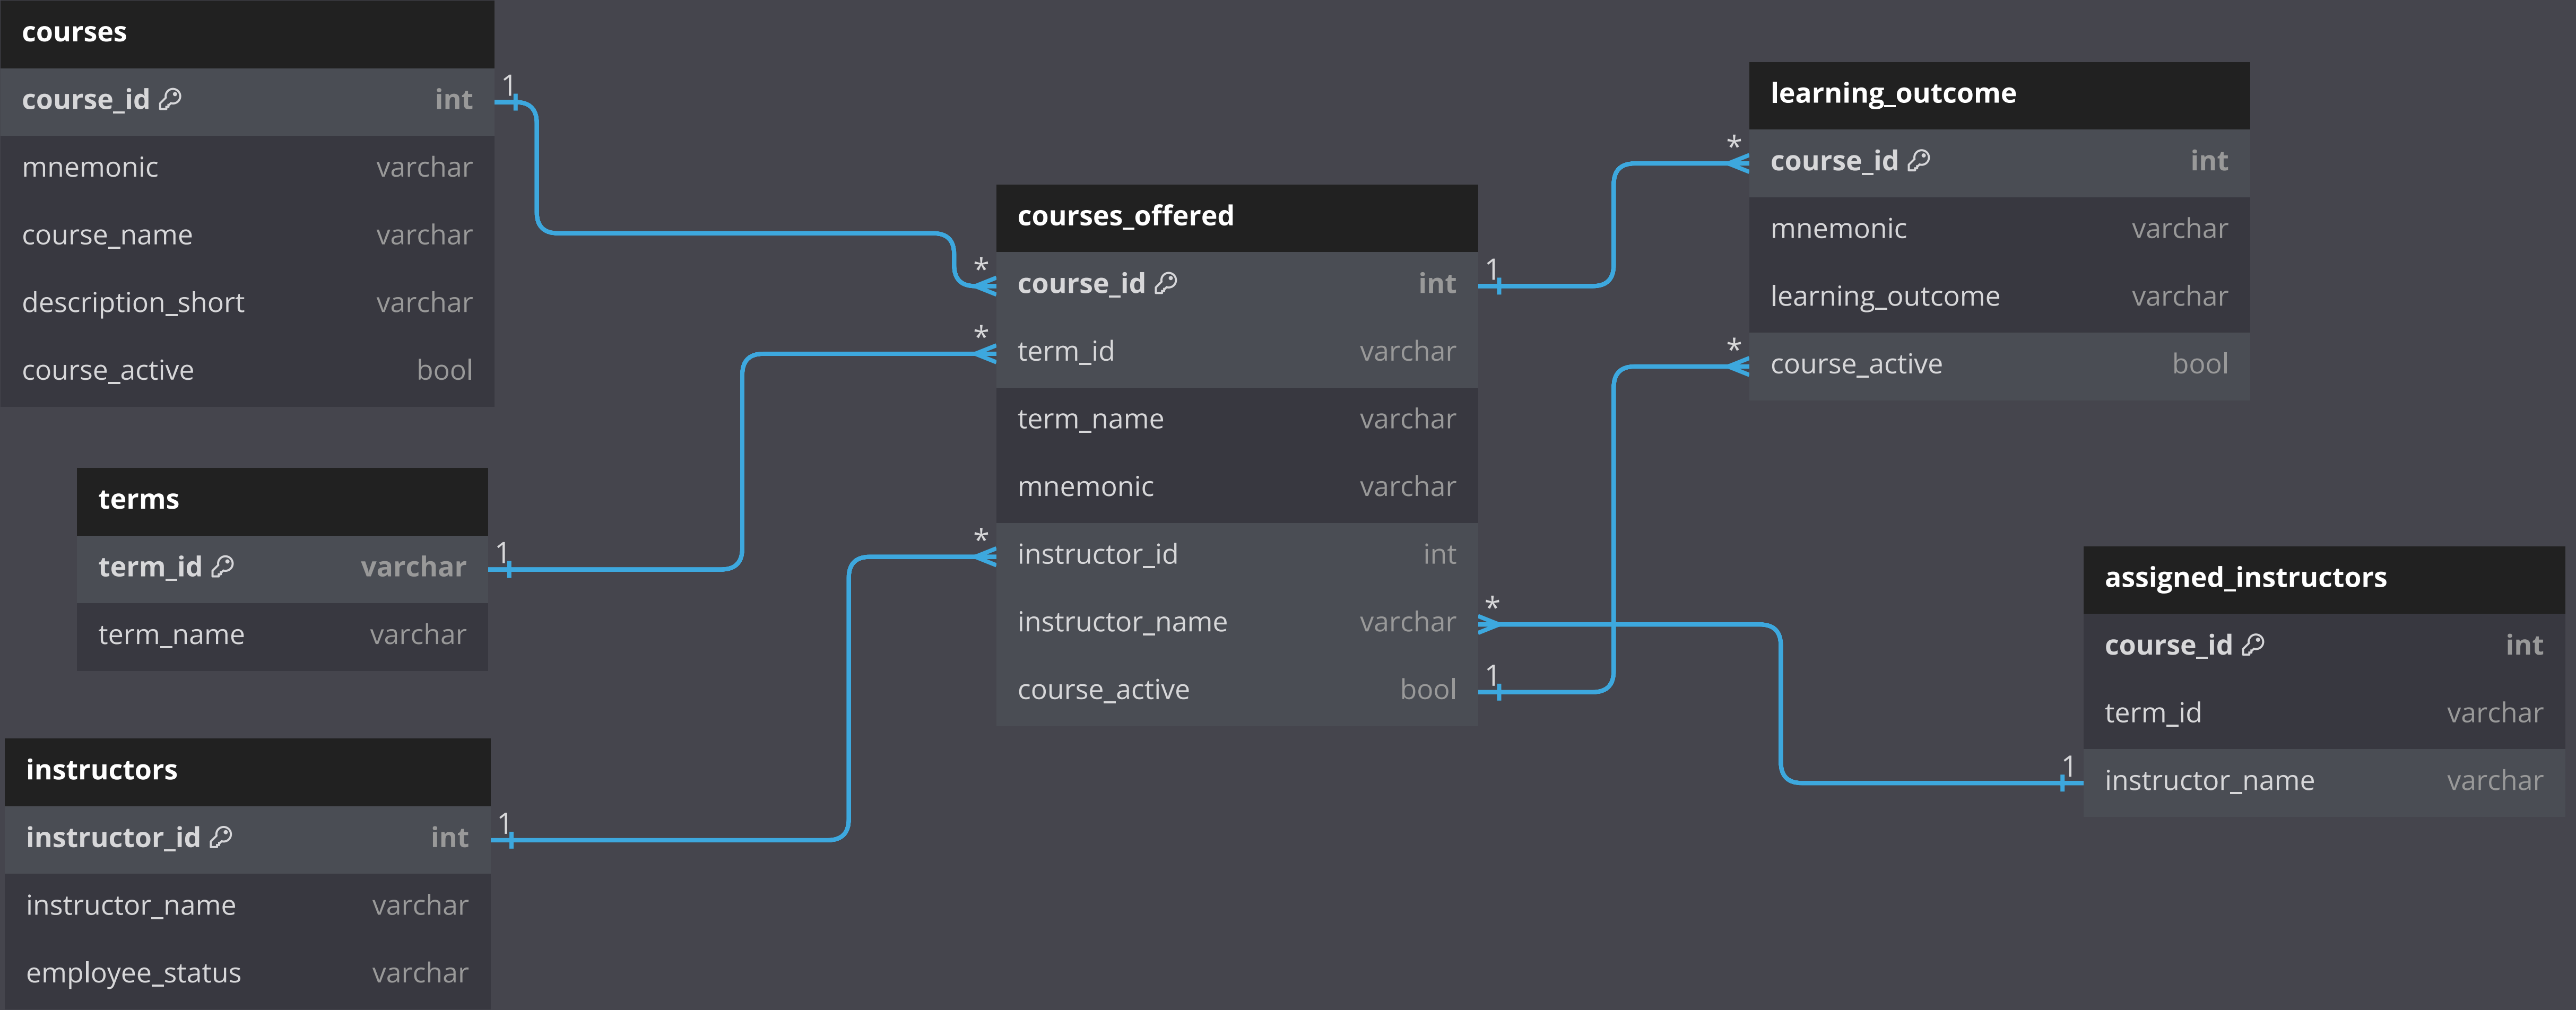 courses
course_id int
mnemonic varchar
course_name varchar
description_short varchar
course_active bool
terms
term_id varchar
term_name varchar
instructors
instructor_id int
instructor_name varchar
employee_status varchar
courses_offered
course_id int
term_id varchar
term_name varchar
mnemonic varchar
instructor_id int
instructor_name varchar
course_active bool
learning_outcome
course_id int
mnemonic varchar
learning_outcome varchar
course_active bool
assigned_instructors
course_id int
term_id varchar
instructor_name varchar
1
*
1
*
1
*
1
*
1
*
*
1